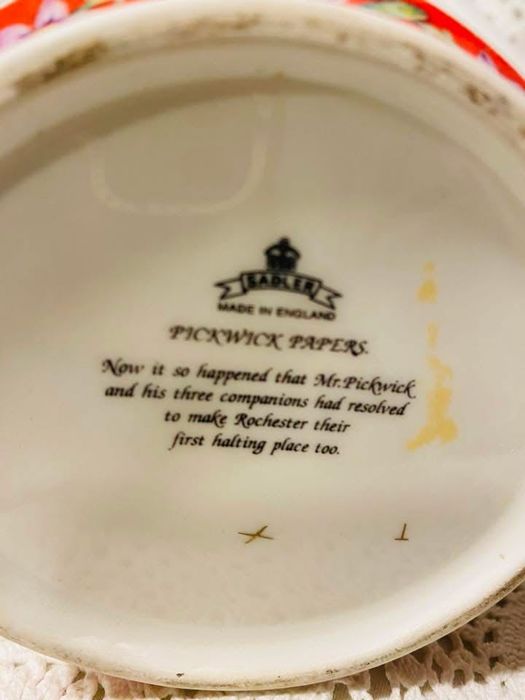 SADLER
MADE IN ENGLAND
PICKWICK PAPERS.
Now it so happened that Mr.Pickwick
and his three companions had resolved
to make Rochester their
first halting place too.